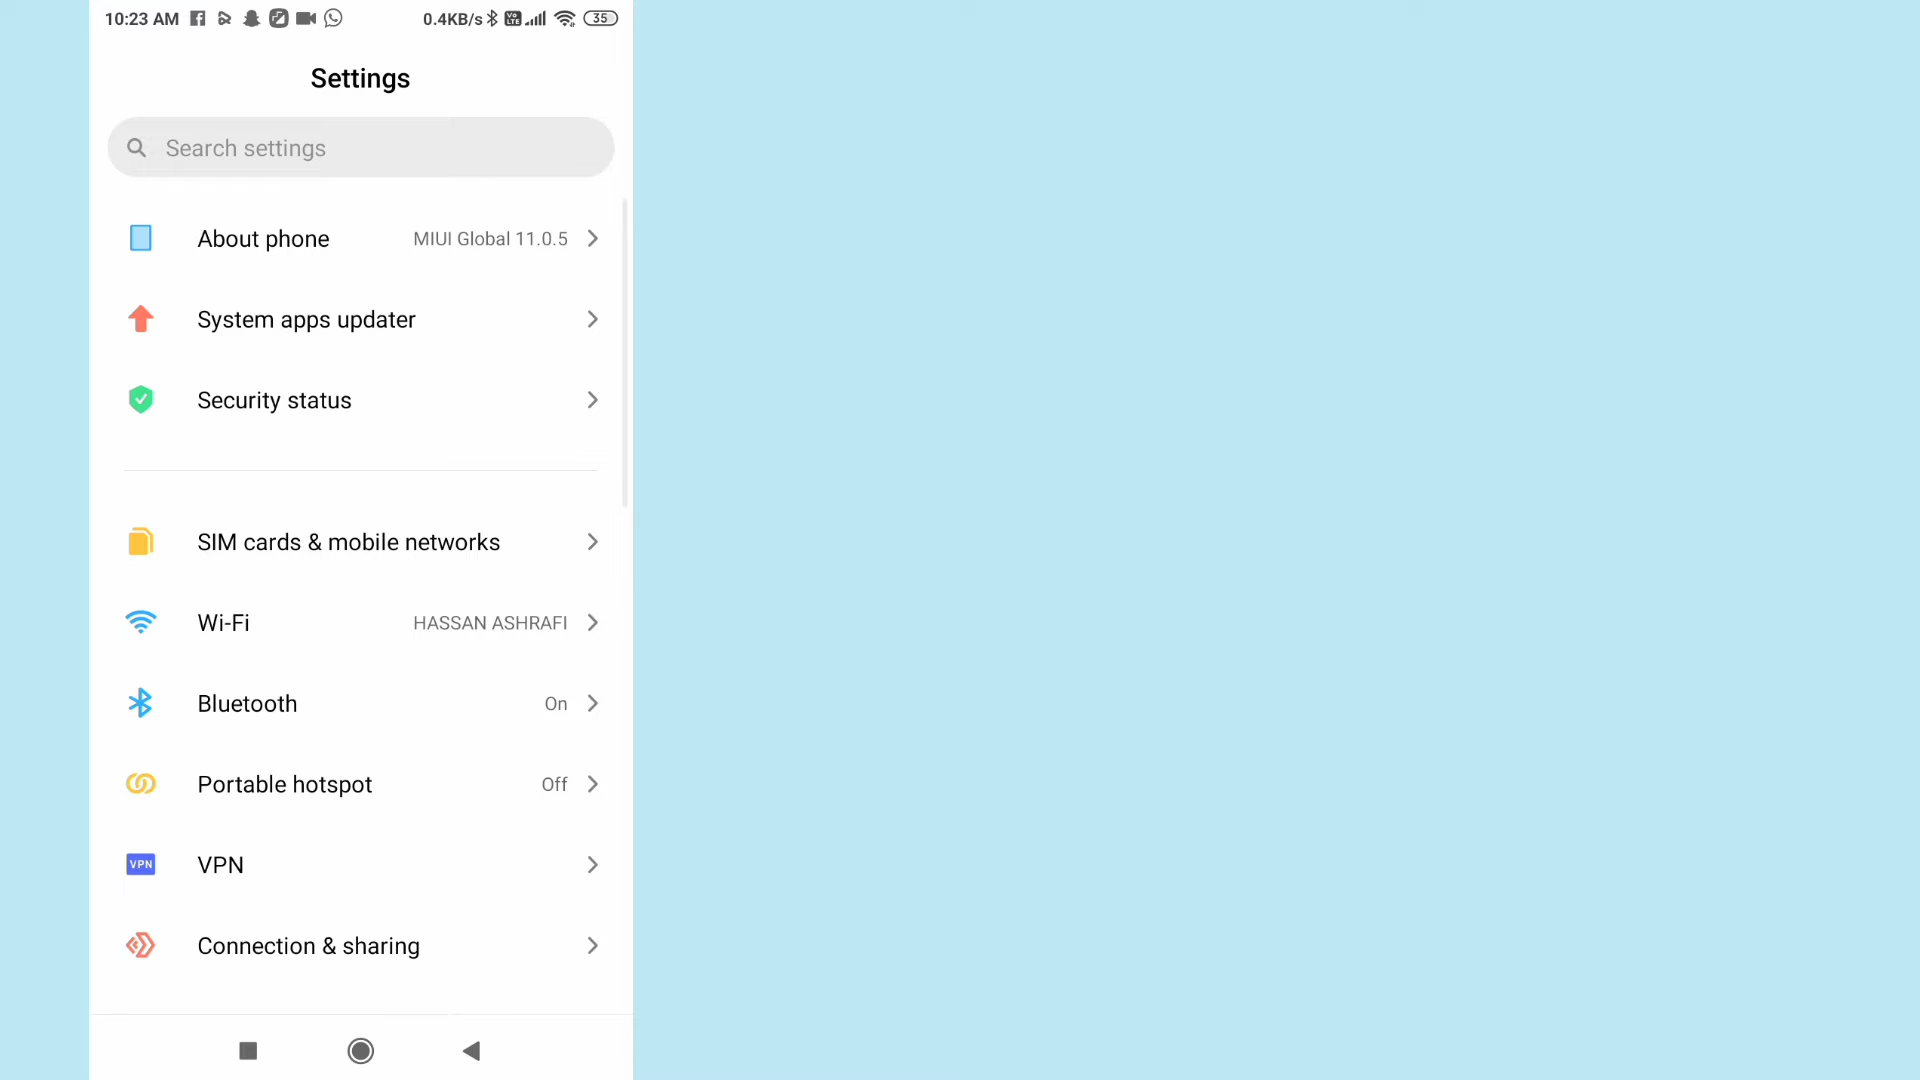 10:23 AM 0.4KB/s Vo LTE 35
Settings
Search settings
About phone MIUI Global 11.0.5
System apps updater
Security status
SIM cards & mobile networks
Wi-Fi HASSAN ASHRAFI
Bluetooth On
Portable hotspot Off
VPN VPN
Connection & sharing